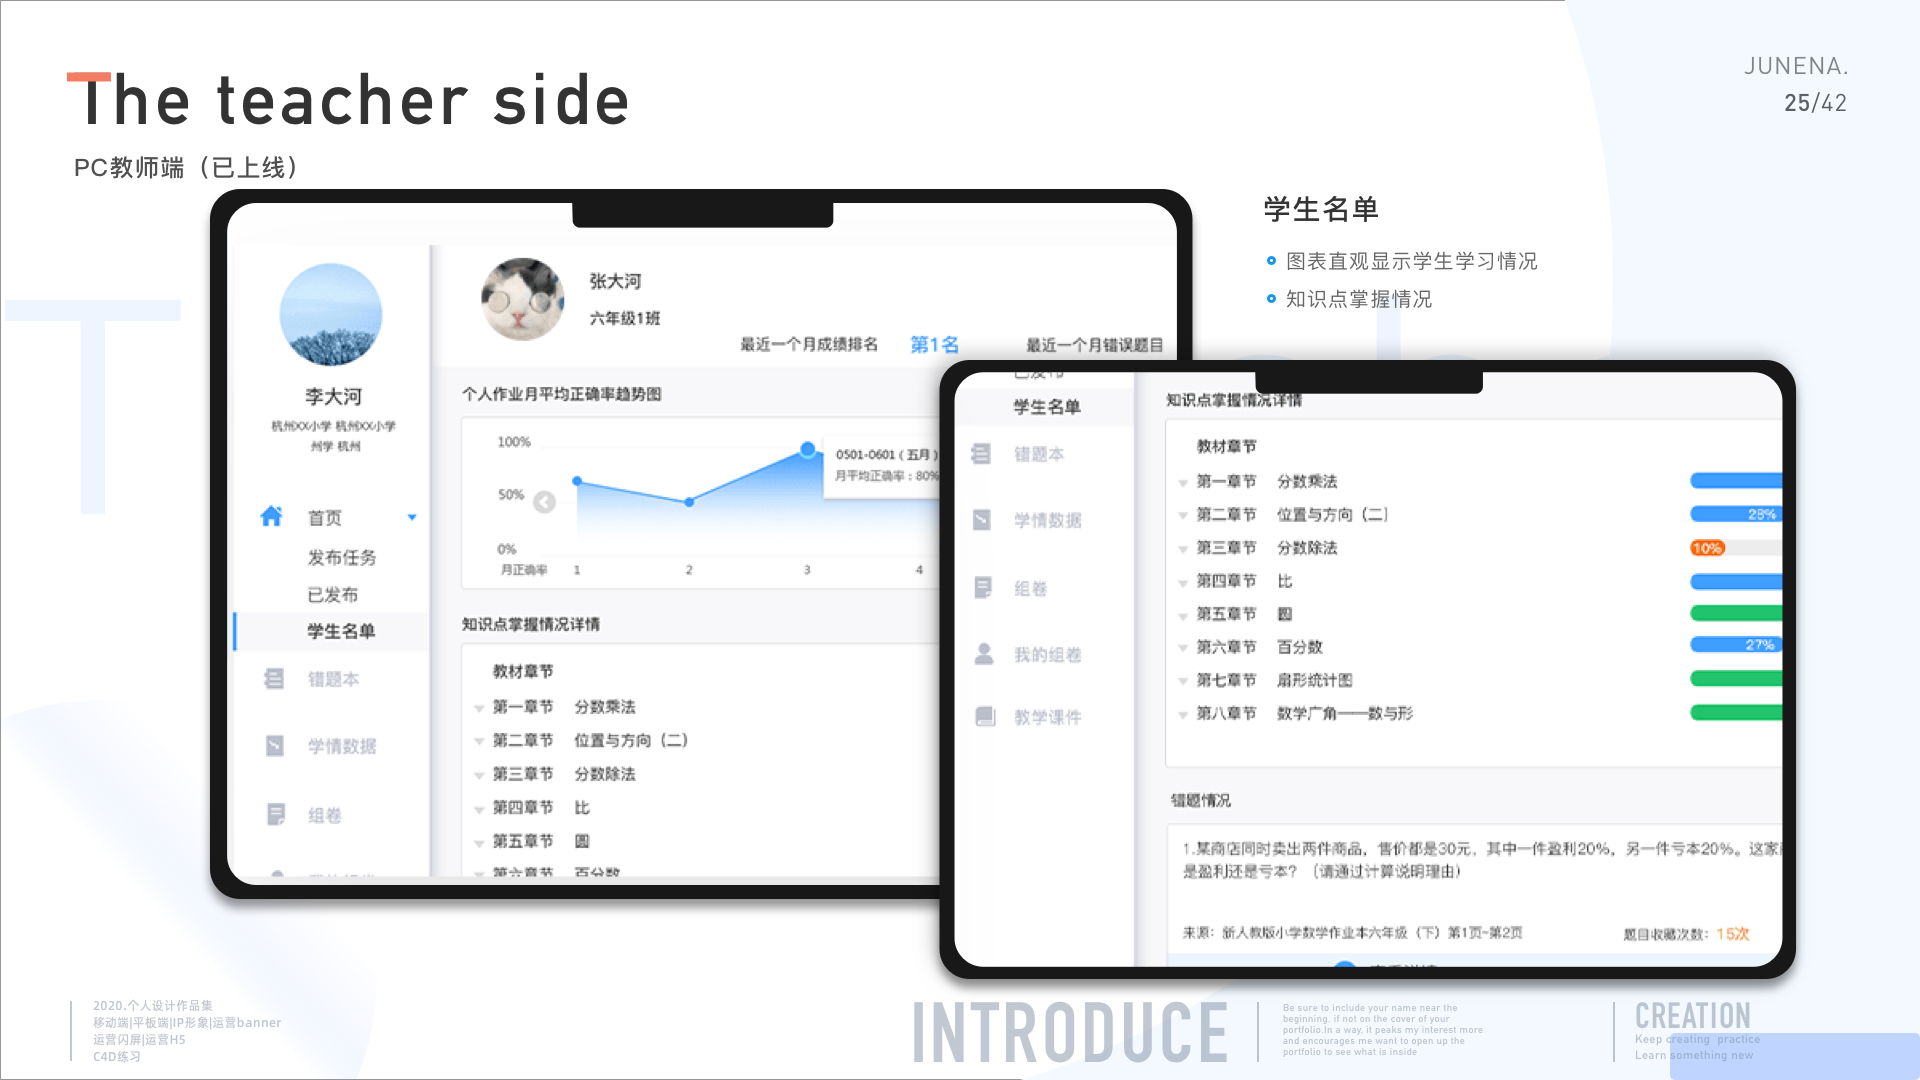 The teacher side
PC教师端（已上线）
JUNENA.
25/42
李大河
杭州XX小学 杭州XX小学
州学 杭州
首页
发布任务
已发布
学生名单
错题本
学情数据
组卷
张大河
六年级1班
最近一个月成绩排名 第1名 最近一个月错误题目
个人作业月平均正确率趋势图
100%
50%
0%
0501-0601（五月）
月平均正确率：80%
月正确率 1 2 3 4
知识点掌握情况详情
教材章节
第一章节 分数乘法
第二章节 位置与方向（二）
第三章节 分数除法
第四章节 比
第五章节 圆
第六章节 百分数
学生名单
图表直观显示学生学习情况
知识点掌握情况
已发布
学生名单
错题本
学情数据
组卷
我的组卷
教学课件
知识点掌握情况详情
教材章节
第一章节 分数乘法
第二章节 位置与方向（二）
28%
第三章节 分数除法
10%
第四章节 比
第五章节 圆
第六章节 百分数
27%
第七章节 扇形统计图
第八章节 数学广角——数与形
错题情况
1.某商店同时卖出两件商品，售价都是30元，其中一件盈利20%，另一件亏本20%。这家
是盈利还是亏本？（请通过计算说明理由）
来源：新人教版小学数学作业本六年级（下）第1页-第2页
题目收藏次数：15次
2020.个人设计作品集
移动端|平板端|IP形象|运营banner
运营闪屏|运营H5
C4D练习
INTRODUCE
Be sure to include your name near the
beginning. if not on the cover of your
portfolio.In a way. it peaks my interest more
and encourages me want to open up the
portfolio to see what is inside
CREATION
Keep creating practice
Learn something new